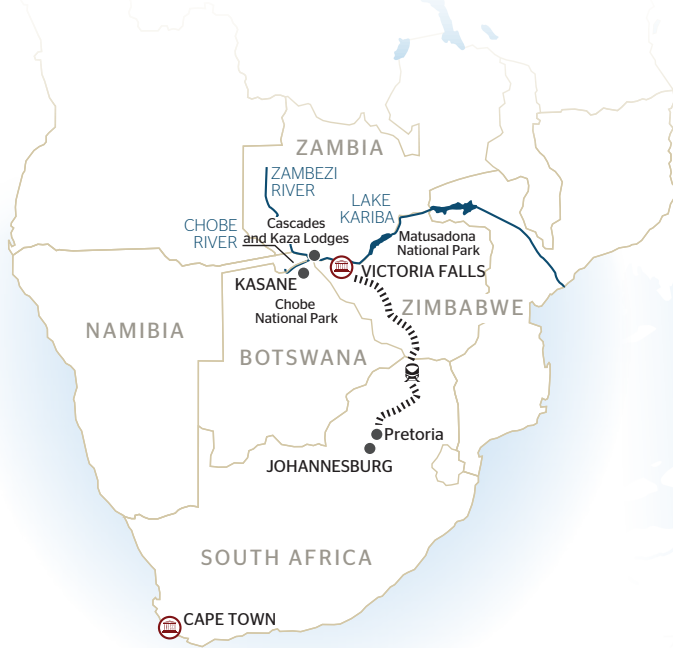 ZAMBIA
ZAMBEZI
RIVER
LAKE
KARIBA
CHOBE
RIVER
Cascades
and Kaza Lodges
Matusadona
National Park
VICTORIA FALLS
KASANE
Chobe
National Park
ZIMBABWE
NAMIBIA
BOTSWANA
Pretoria
JOHANNESBURG
SOUTH AFRICA
CAPE TOWN